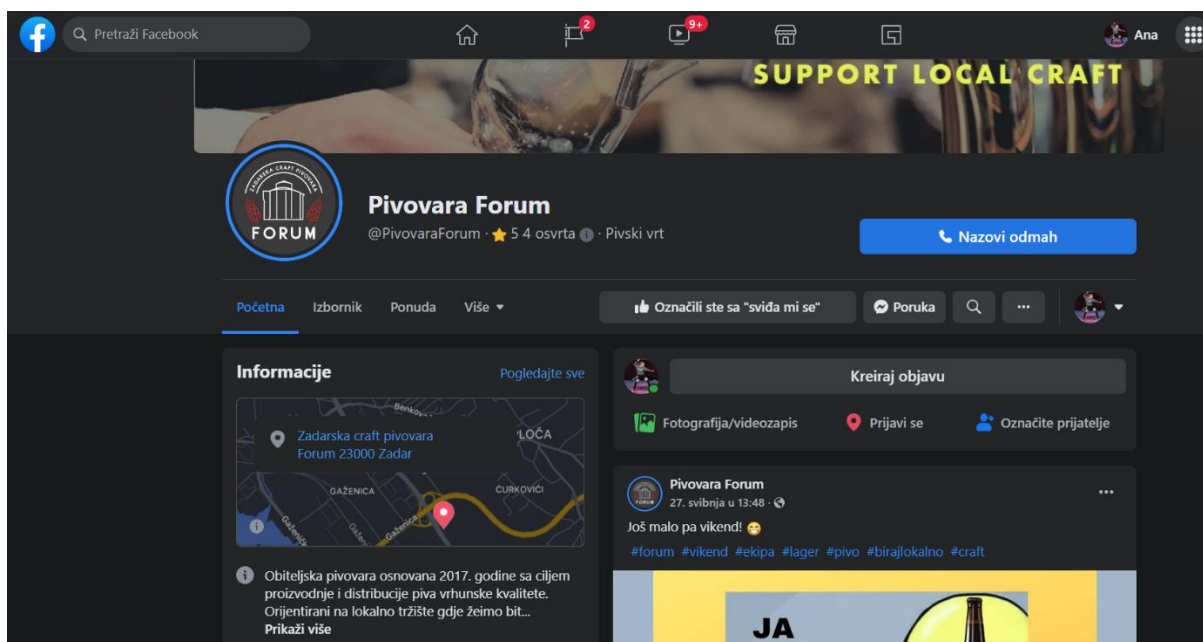 Pretraži Facebook
2
9+
Ana
SUPPORT LOCAL CRAFT
ZADARSKA CRAFT PIVOVARA
FORUM
Pivovara Forum
@PivovaraForum · 5 4 osvrta · Pivski vrt
Nazovi odmah
Početna Izbornik Ponuda Više
Označili ste sa "sviđa mi se"
Poruka
Informacije
Pogledajte sve
Zadarska craft pivovara
Forum 23000 Zadar
LOČA
GAŽENICA
ĆURKOVIĆI
Gaženica
Obiteljska pivovara osnovana 2017. godine sa ciljem
proizvodnje i distribucije piva vrhunske kvalitete.
Orijentirani na lokalno tržište gdje žeimo bit...
Prikaži više
Kreiraj objavu
Fotografija/videozapis
Prijavi se
Označite prijatelje
FORUM
Pivovara Forum
27. svibnja u 13:48 ·
Još malo pa vikend!
#forum #vikend #ekipa #lager #pivo #birajlokalno #craft
JA